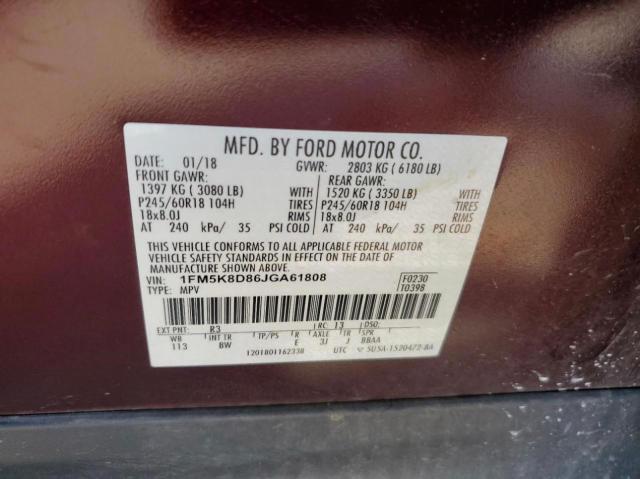 MFD. BY FORD MOTOR CO.
DATE: 01/18 GVWR: 2803 KG ( 6180 LB)
FRONT GAWR: REAR GAWR:
1397 KG ( 3080 LB) WITH 1520 KG ( 3350 LB) WITH
P245/60R18 104H TIRES P245/60R18 104H TIRES
18x8.0J RIMS 18x8.0J RIMS
AT 240 kPa/ 35 PSI COLD AT 240 kPa/ 35 PSI COLD
THIS VEHICLE CONFORMS TO ALL APPLICABLE FEDERAL MOTOR
VEHICLE SAFETY AND BUMPER STANDARDS IN EFFECT ON THE DATE OF
MANUFACTURE SHOWN ABOVE.
VIN: 1FM5K8D86JGA61808 F0230
TYPE: MPV T0398
EXT PNT: R3 RC: 13 DSO:
WB INT TR TP/PS R AXLE TR SPR
113 BW E 3J J BBAA
1201801162338 UTC 5U5A-1520472-BA